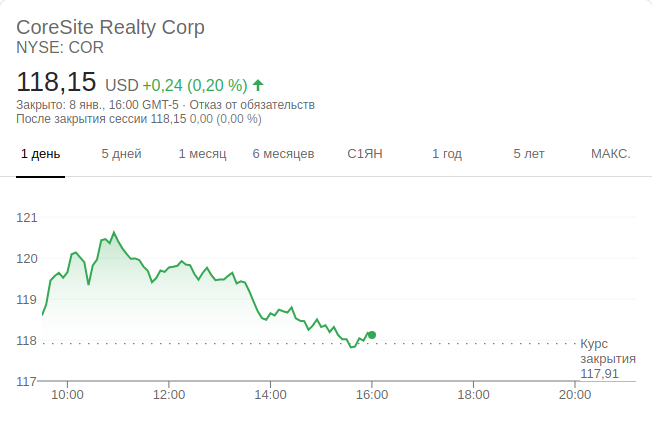 CoreSite Realty Corp
NYSE: COR
118,15 USD +0,24 (0,20 %)
Закрыто: 8 янв., 16:00 GMT-5 · Отказ от обязательств
После закрытия сессии 118,15 0,00 (0,00 %)
1 день 5 дней 1 месяц 6 месяцев С1ЯН 1 год 5 лет МАКС.
121
120
119
118
Курс
закрытия
117,91
117
10:00 12:00 14:00 16:00 18:00 20:00